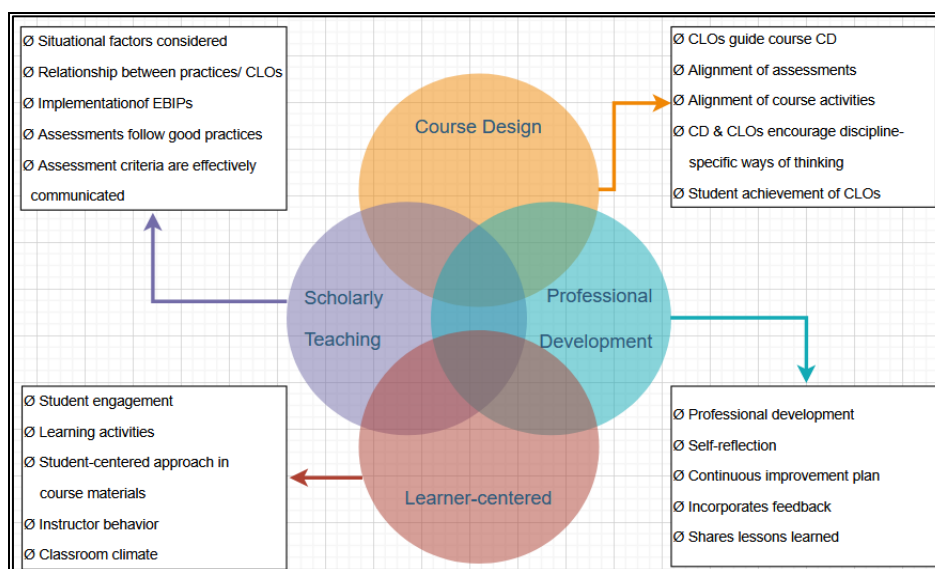 Ø Situational factors considered
Ø Relationship between practices/ CLOs
Ø Implementationof EBIPs
Ø Assessments follow good practices
Ø Assessment criteria are effectively
communicated
Ø CLOs guide course CD
Ø Alignment of assessments
Ø Alignment of course activities
Ø CD & CLOs encourage discipline-
specific ways of thinking
Ø Student achievement of CLOs
Course Design
Scholarly
Teaching
Professional
Development
Learner-centered
Ø Student engagement
Ø Learning activities
Ø Student-centered approach in
course materials
Ø Instructor behavior
Ø Classroom climate
Ø Professional development
Ø Self-reflection
Ø Continuous improvement plan
Ø Incorporates feedback
Ø Shares lessons learned